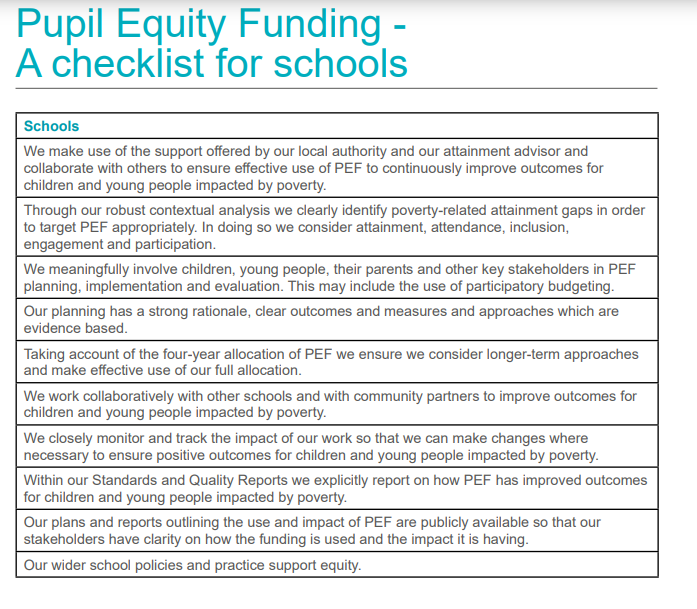 Pupil Equity Funding -
A checklist for schools
Schools
We make use of the support offered by our local authority and our attainment advisor and
collaborate with others to ensure effective use of PEF to continuously improve outcomes for
children and young people impacted by poverty.
Through our robust contextual analysis we clearly identify poverty-related attainment gaps in order
to target PEF appropriately. In doing so we consider attainment, attendance, inclusion,
engagement and participation.
We meaningfully involve children, young people, their parents and other key stakeholders in PEF
planning, implementation and evaluation. This may include the use of participatory budgeting.
Our planning has a strong rationale, clear outcomes and measures and approaches which are
evidence based.
Taking account of the four-year allocation of PEF we ensure we consider longer-term approaches
and make effective use of our full allocation.
We work collaboratively with other schools and with community partners to improve outcomes for
children and young people impacted by poverty.
We closely monitor and track the impact of our work so that we can make changes where
necessary to ensure positive outcomes for children and young people impacted by poverty.
Within our Standards and Quality Reports we explicitly report on how PEF has improved outcomes
for children and young people impacted by poverty.
Our plans and reports outlining the use and impact of PEF are publicly available so that our
stakeholders have clarity on how the funding is used and the impact it is having.
Our wider school policies and practice support equity.